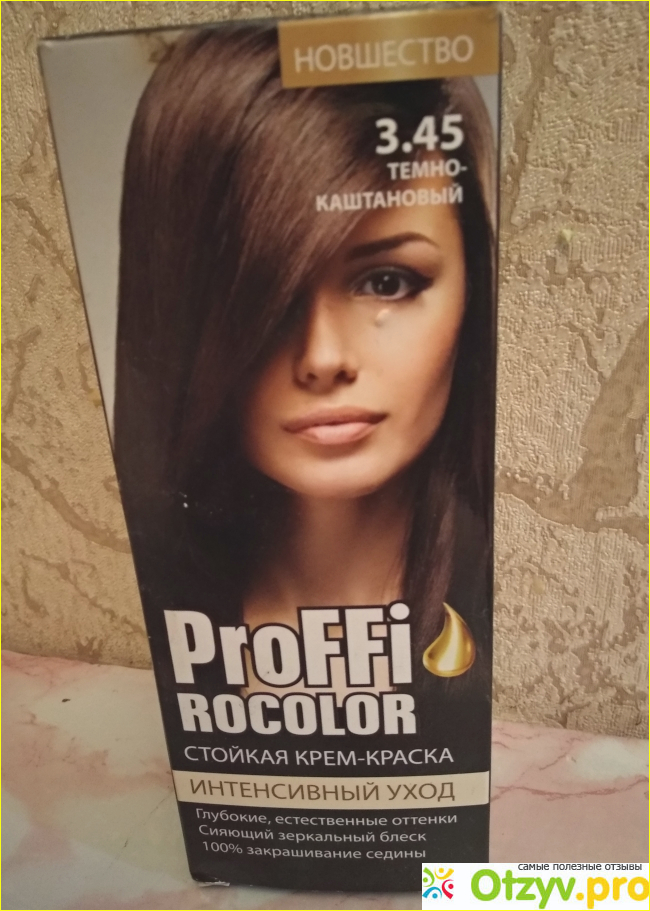 НОВШЕСТВО
3.45
ТЕМНО-
КАШТАНОВЫЙ
ProFFi
ROCOLOR
СТОЙКАЯ КРЕМ-КРАСКА
ИНТЕНСИВНЫЙ УХОД
Глубокие, естественные оттенки
Сияющий зеркальный блеск
100% закрашивание седины
самые полезные отзывы
Otzyv.pro